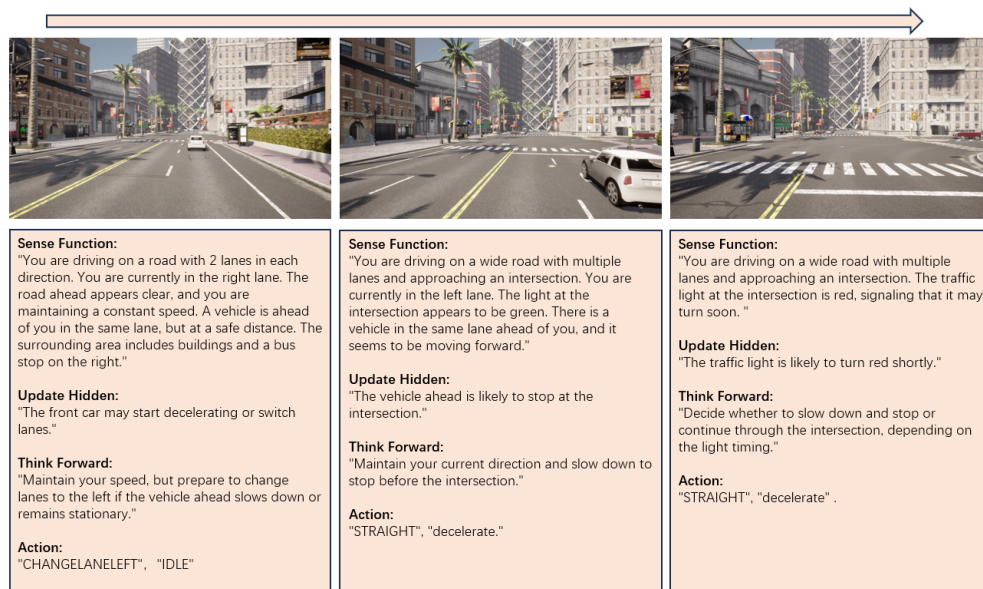 Sense Function:
"You are driving on a road with 2 lanes in each
direction. You are currently in the right lane. The
road ahead appears clear, and you are
maintaining a constant speed. A vehicle is ahead
of you in the same lane, but at a safe distance. The
surrounding area includes buildings and a bus
stop on the right."
Update Hidden:
"The front car may start decelerating or switch
lanes."
Think Forward:
"Maintain your speed, but prepare to change
lanes to the left if the vehicle ahead slows down or
remains stationary."
Action:
"CHANGELANELEFT",   "IDLE"
Sense Function:
"You are driving on a wide road with multiple
lanes and approaching an intersection. You are
currently in the left lane. The light at the
intersection appears to be green. There is a
vehicle in the same lane ahead of you, and it
seems to be moving forward."
Update Hidden:
"The vehicle ahead is likely to stop at the
intersection."
Think Forward:
"Maintain your current direction and slow down to
stop before the intersection."
Action:
"STRAIGHT", "decelerate."
Sense Function:
"You are driving on a wide road with multiple
lanes and approaching an intersection. The traffic
light at the intersection is red, signaling that it may
turn soon. "
Update Hidden:
"The traffic light is likely to turn red shortly."
Think Forward:
"Decide whether to slow down and stop or
continue through the intersection, depending on
the light timing."
Action:
"STRAIGHT", "decelerate" .